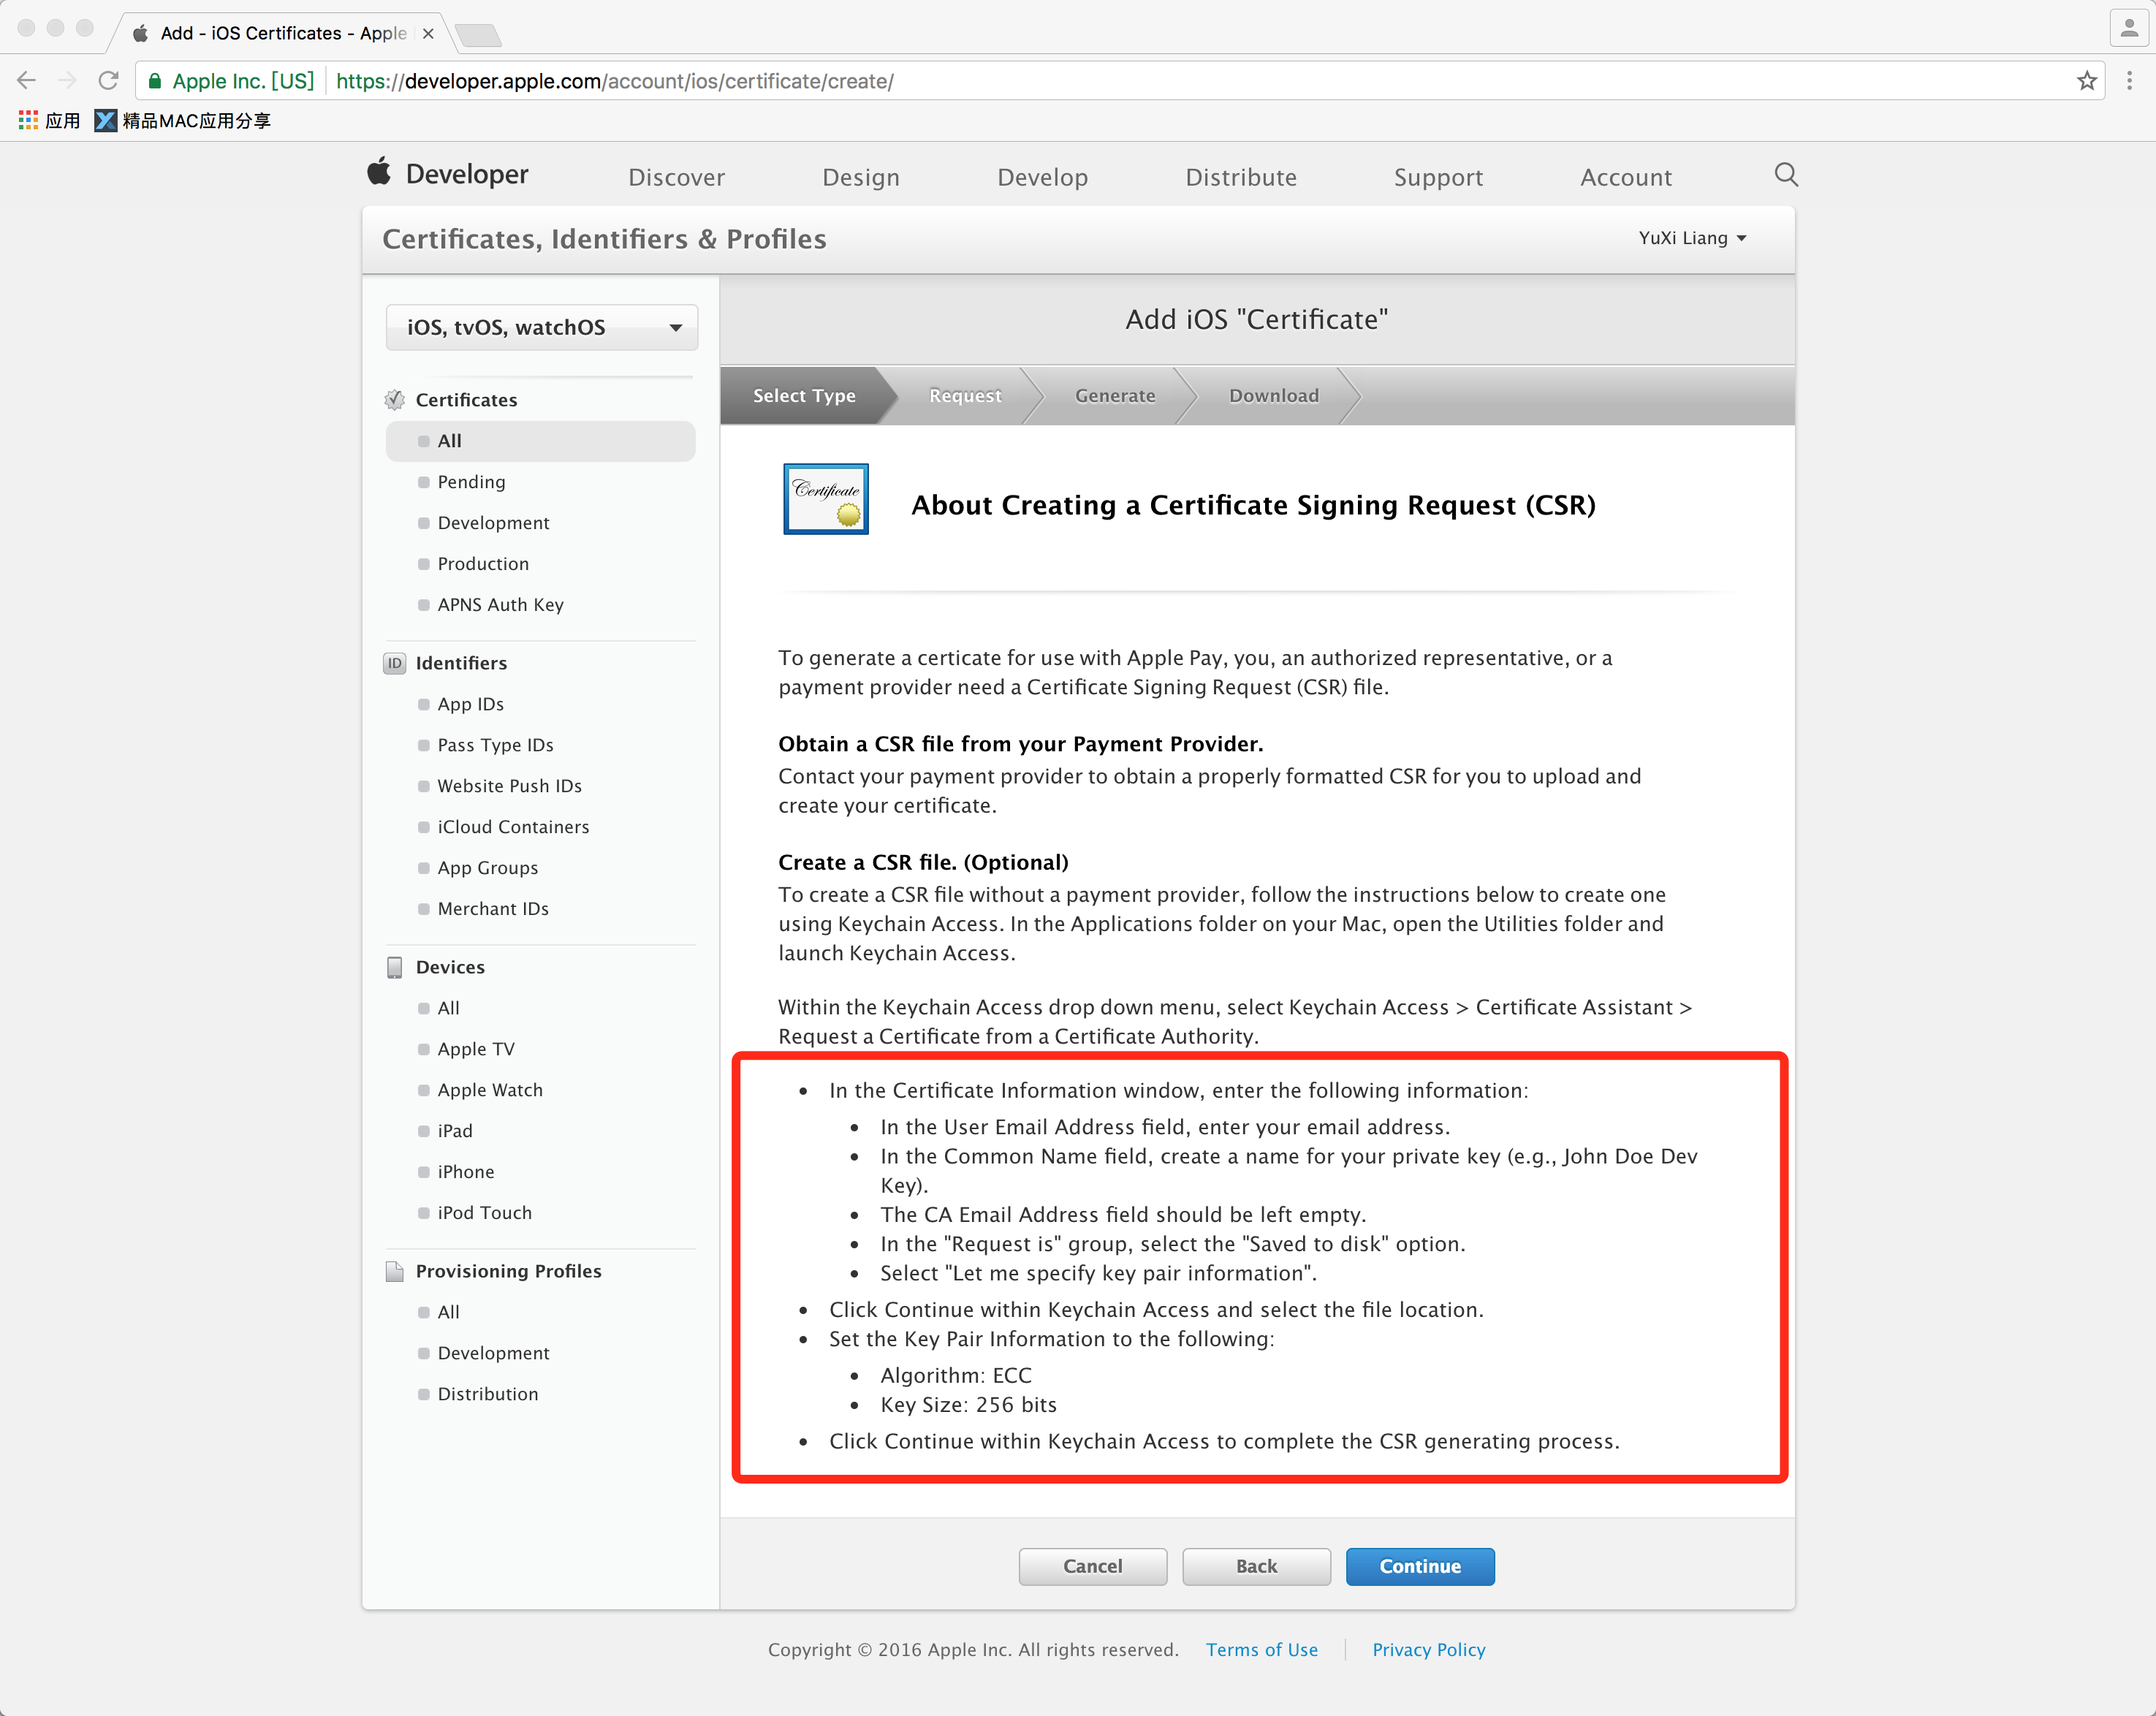 Add - iOS Certificates - Apple
Apple Inc. [US] https://developer.apple.com/account/ios/certificate/create/
应用 精品MAC应用分享
Developer Discover Design Develop Distribute Support Account
Certificates, Identifiers & Profiles
YuXi Liang
iOS, tvOS, watchOS
Certificates
All
Pending
Development
Production
APNS Auth Key
ID Identifiers
App IDs
Pass Type IDs
Website Push IDs
iCloud Containers
App Groups
Merchant IDs
Devices
All
Apple TV
Apple Watch
iPad
iPhone
iPod Touch
Provisioning Profiles
All
Development
Distribution
Add iOS "Certificate"
Select Type Request Generate Download
Certificate
About Creating a Certificate Signing Request (CSR)
To generate a certicate for use with Apple Pay, you, an authorized representative, or a
payment provider need a Certificate Signing Request (CSR) file.
Obtain a CSR file from your Payment Provider.
Contact your payment provider to obtain a properly formatted CSR for you to upload and
create your certificate.
Create a CSR file. (Optional)
To create a CSR file without a payment provider, follow the instructions below to create one
using Keychain Access. In the Applications folder on your Mac, open the Utilities folder and
launch Keychain Access.
Within the Keychain Access drop down menu, select Keychain Access > Certificate Assistant >
Request a Certificate from a Certificate Authority.
• In the Certificate Information window, enter the following information:
• In the User Email Address field, enter your email address.
• In the Common Name field, create a name for your private key (e.g., John Doe Dev
Key).
• The CA Email Address field should be left empty.
• In the "Request is" group, select the "Saved to disk" option.
• Select "Let me specify key pair information".
• Click Continue within Keychain Access and select the file location.
• Set the Key Pair Information to the following:
• Algorithm: ECC
• Key Size: 256 bits
• Click Continue within Keychain Access to complete the CSR generating process.
Cancel Back Continue
Copyright © 2016 Apple Inc. All rights reserved. Terms of Use Privacy Policy